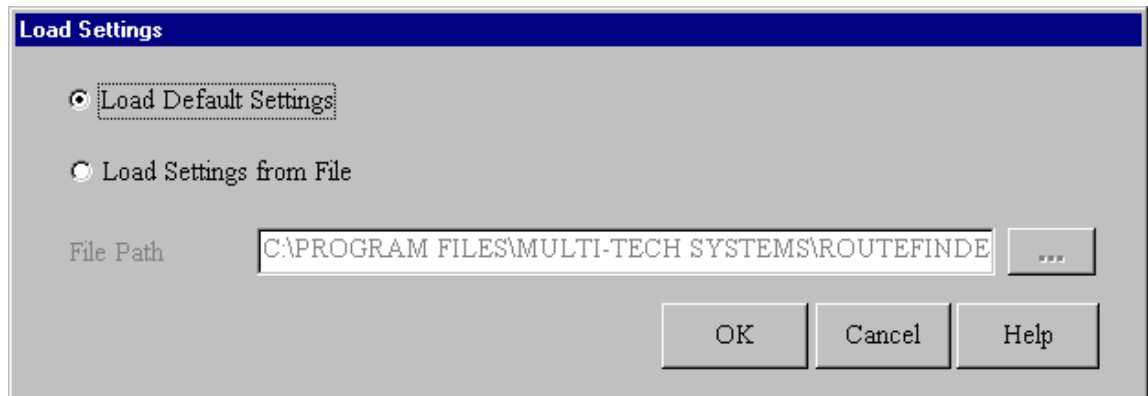 Load Settings
Load Default Settings
Load Settings from File
File Path C:\PROGRAM FILES\MULTI-TECH SYSTEMS\ROUTEFINDE ...
OK Cancel Help